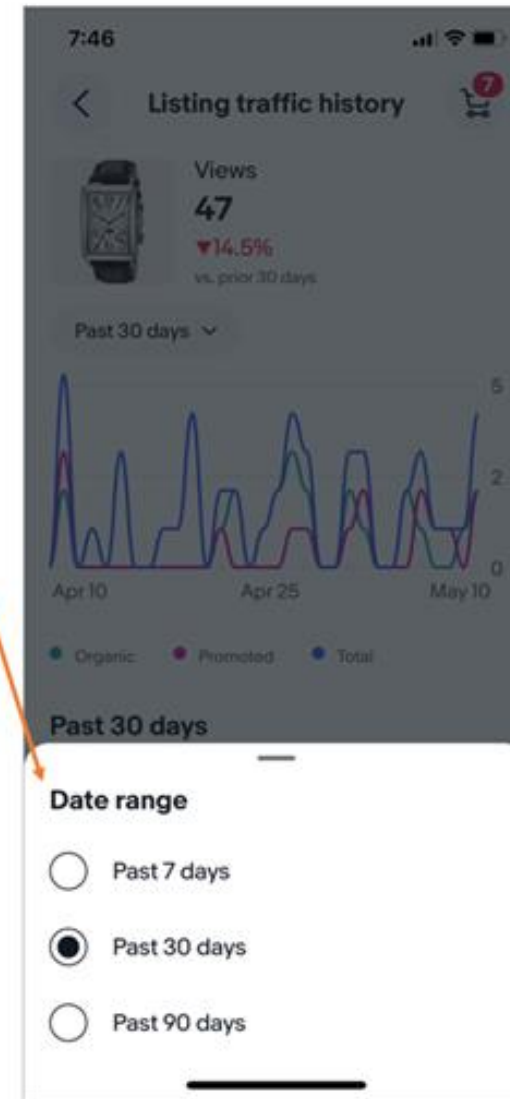 7:46
Listing traffic history
7
Views
47
▼14.5%
vs. prior 30 days
Past 30 days
5
2
0
Apr 10 Apr 25 May 10
Organic Promoted Total
Past 30 days
Date range
Past 7 days
Past 30 days
Past 90 days